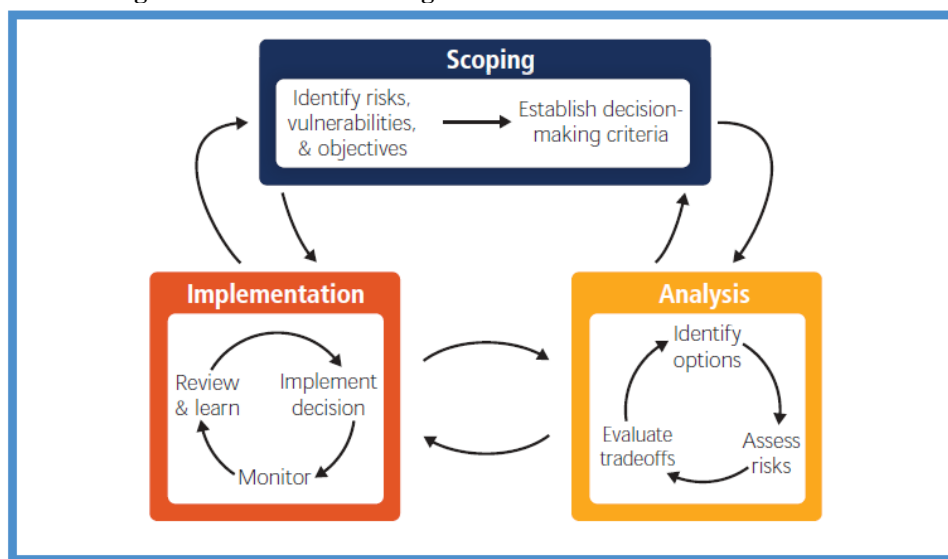 Scoping
Identify risks,
vulnerabilities,
& objectives
Establish decision-
making criteria
Implementation
Review
& learn
Implement
decision
Monitor
Analysis
Identify
options
Evaluate
tradeoffs
Assess
risks